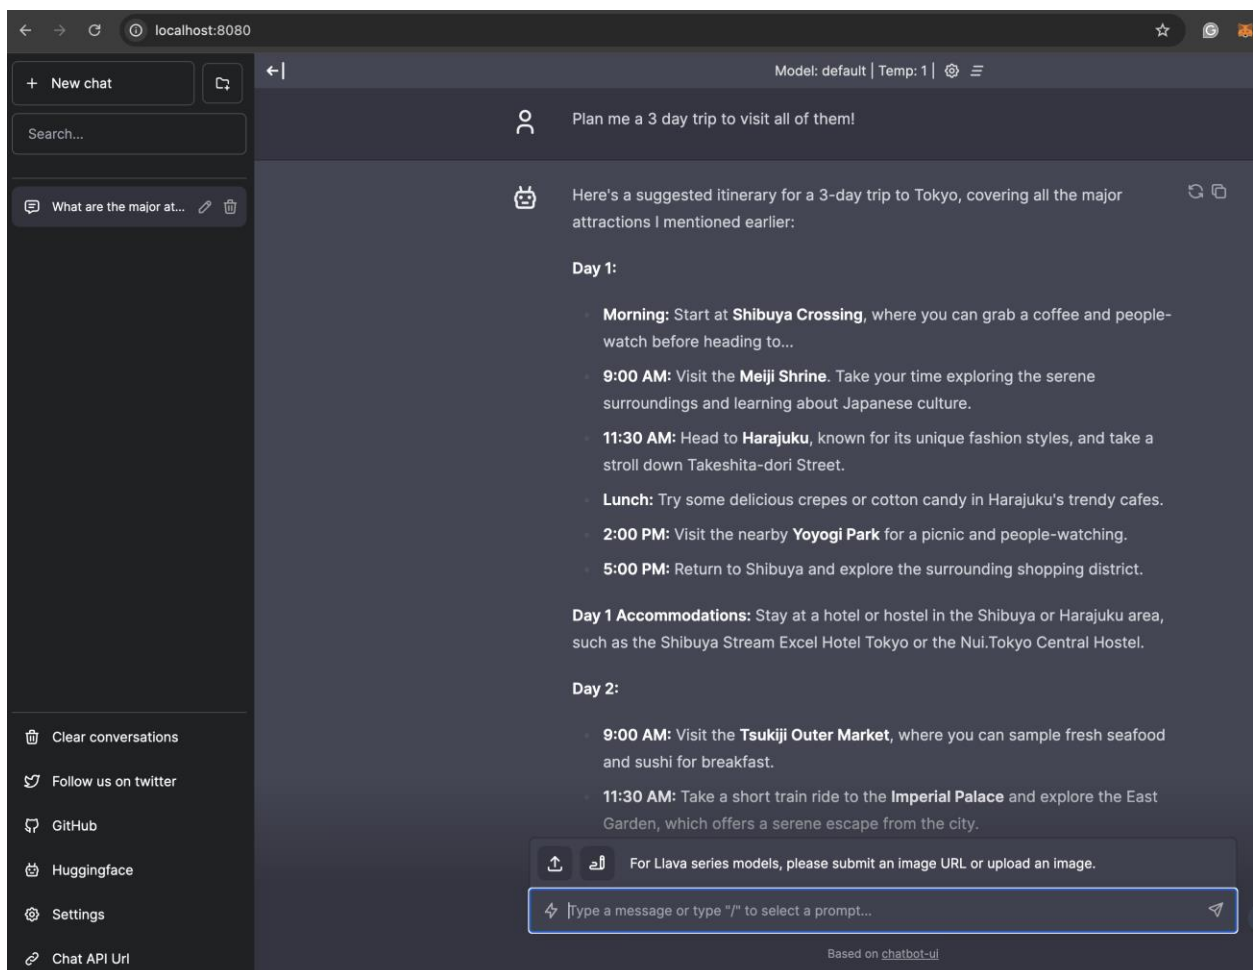 localhost:8080
New chat
Search...
What are the major at...
Clear conversations
Follow us on twitter
GitHub
Huggingface
Settings
Chat API Url
Model: default | Temp: 1 |
Plan me a 3 day trip to visit all of them!
Here's a suggested itinerary for a 3-day trip to Tokyo, covering all the major
attractions I mentioned earlier:
Day 1:
Morning: Start at Shibuya Crossing, where you can grab a coffee and people-
watch before heading to...
9:00 AM: Visit the Meiji Shrine. Take your time exploring the serene
surroundings and learning about Japanese culture.
11:30 AM: Head to Harajuku, known for its unique fashion styles, and take a
stroll down Takeshita-dori Street.
Lunch: Try some delicious crepes or cotton candy in Harajuku's trendy cafes.
2:00 PM: Visit the nearby Yoyogi Park for a picnic and people-watching.
5:00 PM: Return to Shibuya and explore the surrounding shopping district.
Day 1 Accommodations: Stay at a hotel or hostel in the Shibuya or Harajuku area,
such as the Shibuya Stream Excel Hotel Tokyo or the Nui.Tokyo Central Hostel.
Day 2:
9:00 AM: Visit the Tsukiji Outer Market, where you can sample fresh seafood
and sushi for breakfast.
11:30 AM: Take a short train ride to the Imperial Palace and explore the East
Garden, which offers a serene escape from the city.
For Llava series models, please submit an image URL or upload an image.
Type a message or type "/" to select a prompt...
Based on chatbot-ui